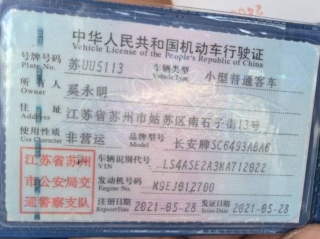 中华人民共和国机动车行驶证
Vehicle License of the People's Republic of China
号牌号码 苏UU5113 车辆类型 小型普通客车
Plate No. Vehicle Type
所有人 奚永明
Owner
住址 江苏省苏州市姑苏区南石子街13号
Address
使用性质 非营运 品牌型号 长安牌SC6493ABA6
Use Character Model
江苏省苏州 车辆识别代号 LS4ASE2A3MA712022
VIN
市公安局交 发动机号码 M9EJ012700
Engine No.
通警察支队 注册日期 2021-05-28 发证日期 2021-05-28
Register Date Issue Date